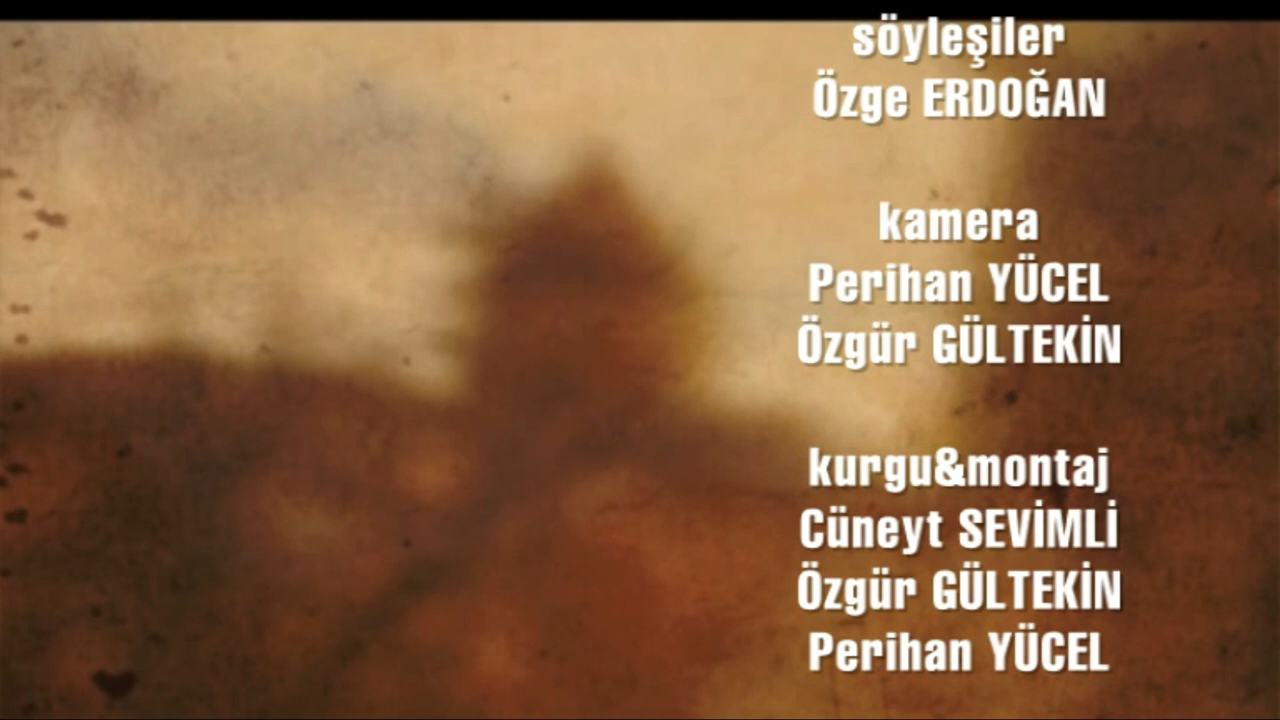 söyleşiler
Özge ERDOĞAN
kamera
Perihan YÜCEL
Özgür GÜLTEKİN
kurgu&montaj
Cüneyt SEVİMLİ
Özgür GÜLTEKİN
Perihan YÜCEL